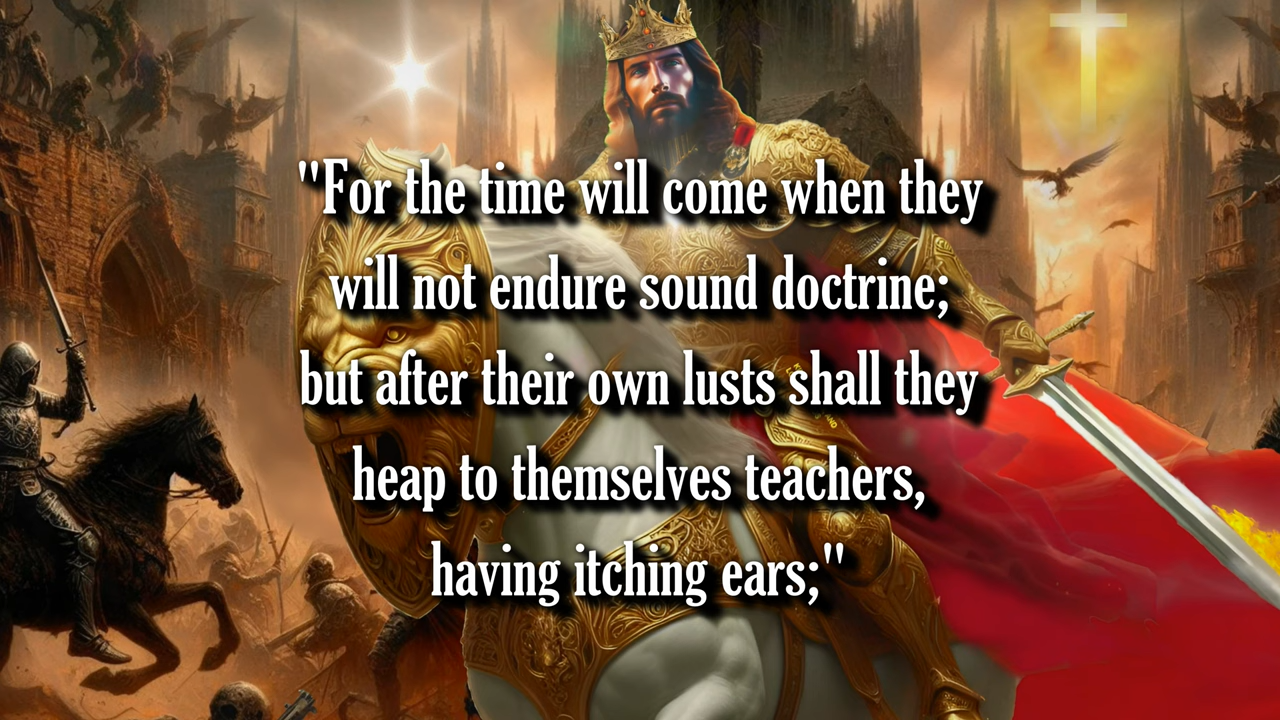 "For the time will come when they
will not endure sound doctrine;
but after their own lusts shall they
heap to themselves teachers,
having itching ears;"